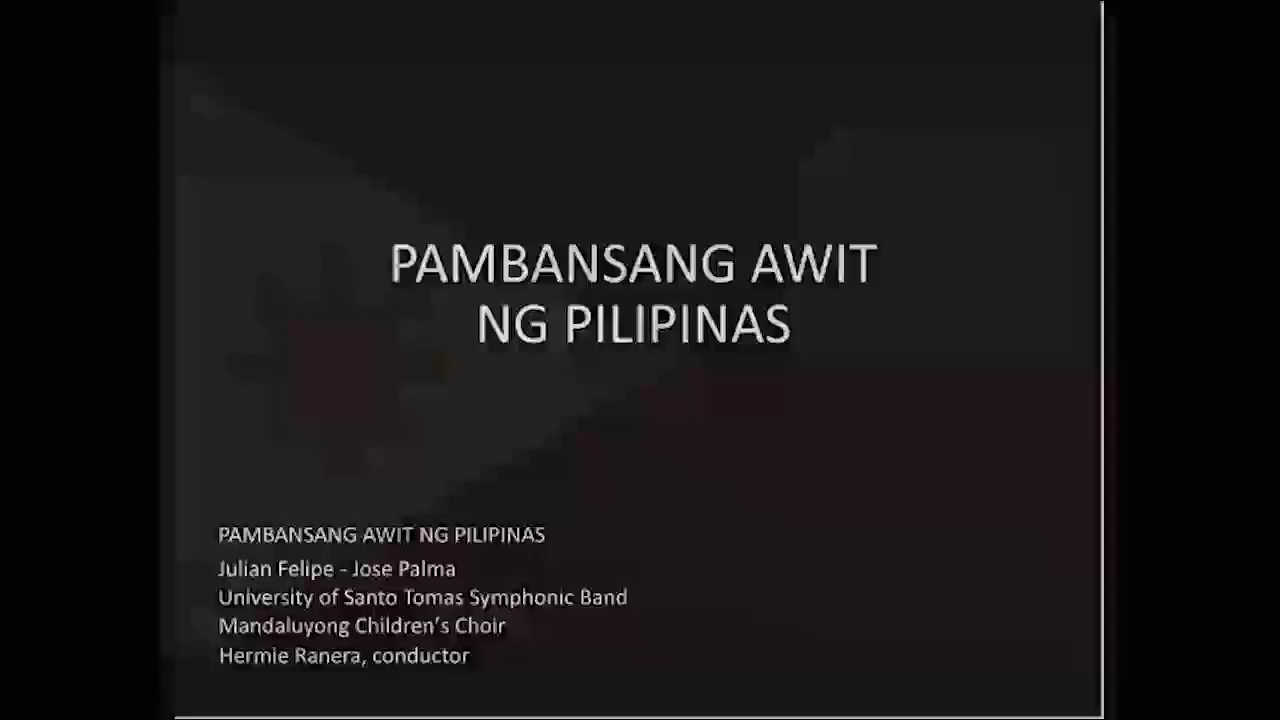 PAMBANSANG AWIT
NG PILIPINAS
PAMBANSANG AWIT NG PILIPINAS
Julian Felipe - Jose Palma
University of Santo Tomas Symphonic Band
Mandaluyong Children's Choir
Hermie Ranera, conductor